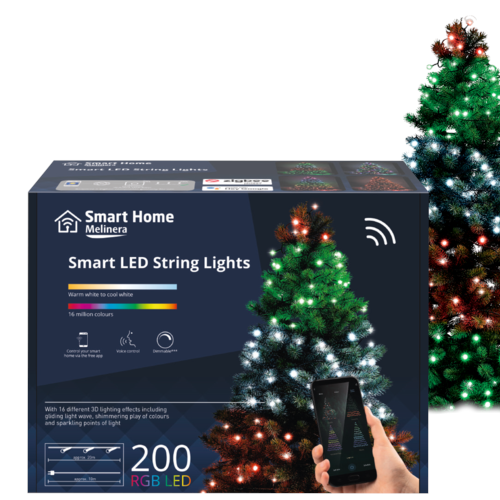 Smart Home
Smart LED String Lights
zigbee
Smart Home
Melinera
Smart LED String Lights
Warm white to cool white
16 million colours
Control your smart
home via the free app
Voice control
Dimmable***
With 16 different 3D lighting effects including
gliding light wave, shimmering play of colours
and sparkling points of light
200
RGB LED